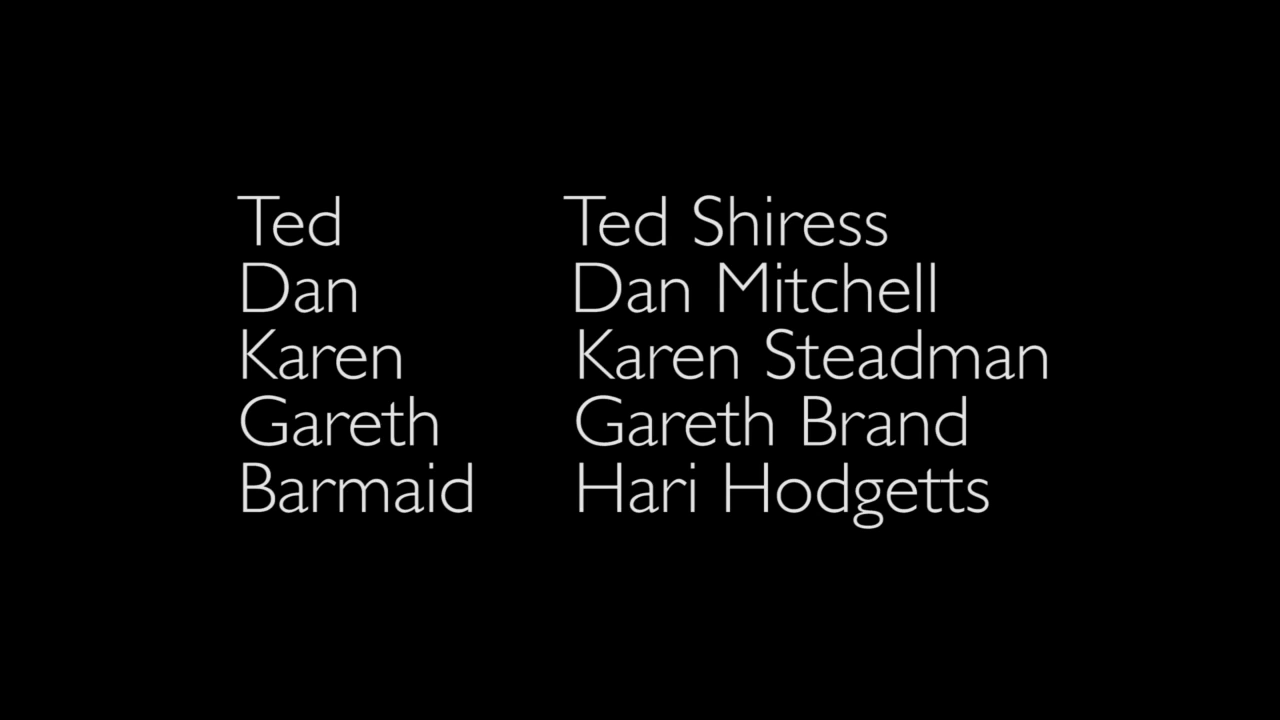 Ted Ted Shiress
Dan Dan Mitchell
Karen Karen Steadman
Gareth Gareth Brand
Barmaid Hari Hodgetts